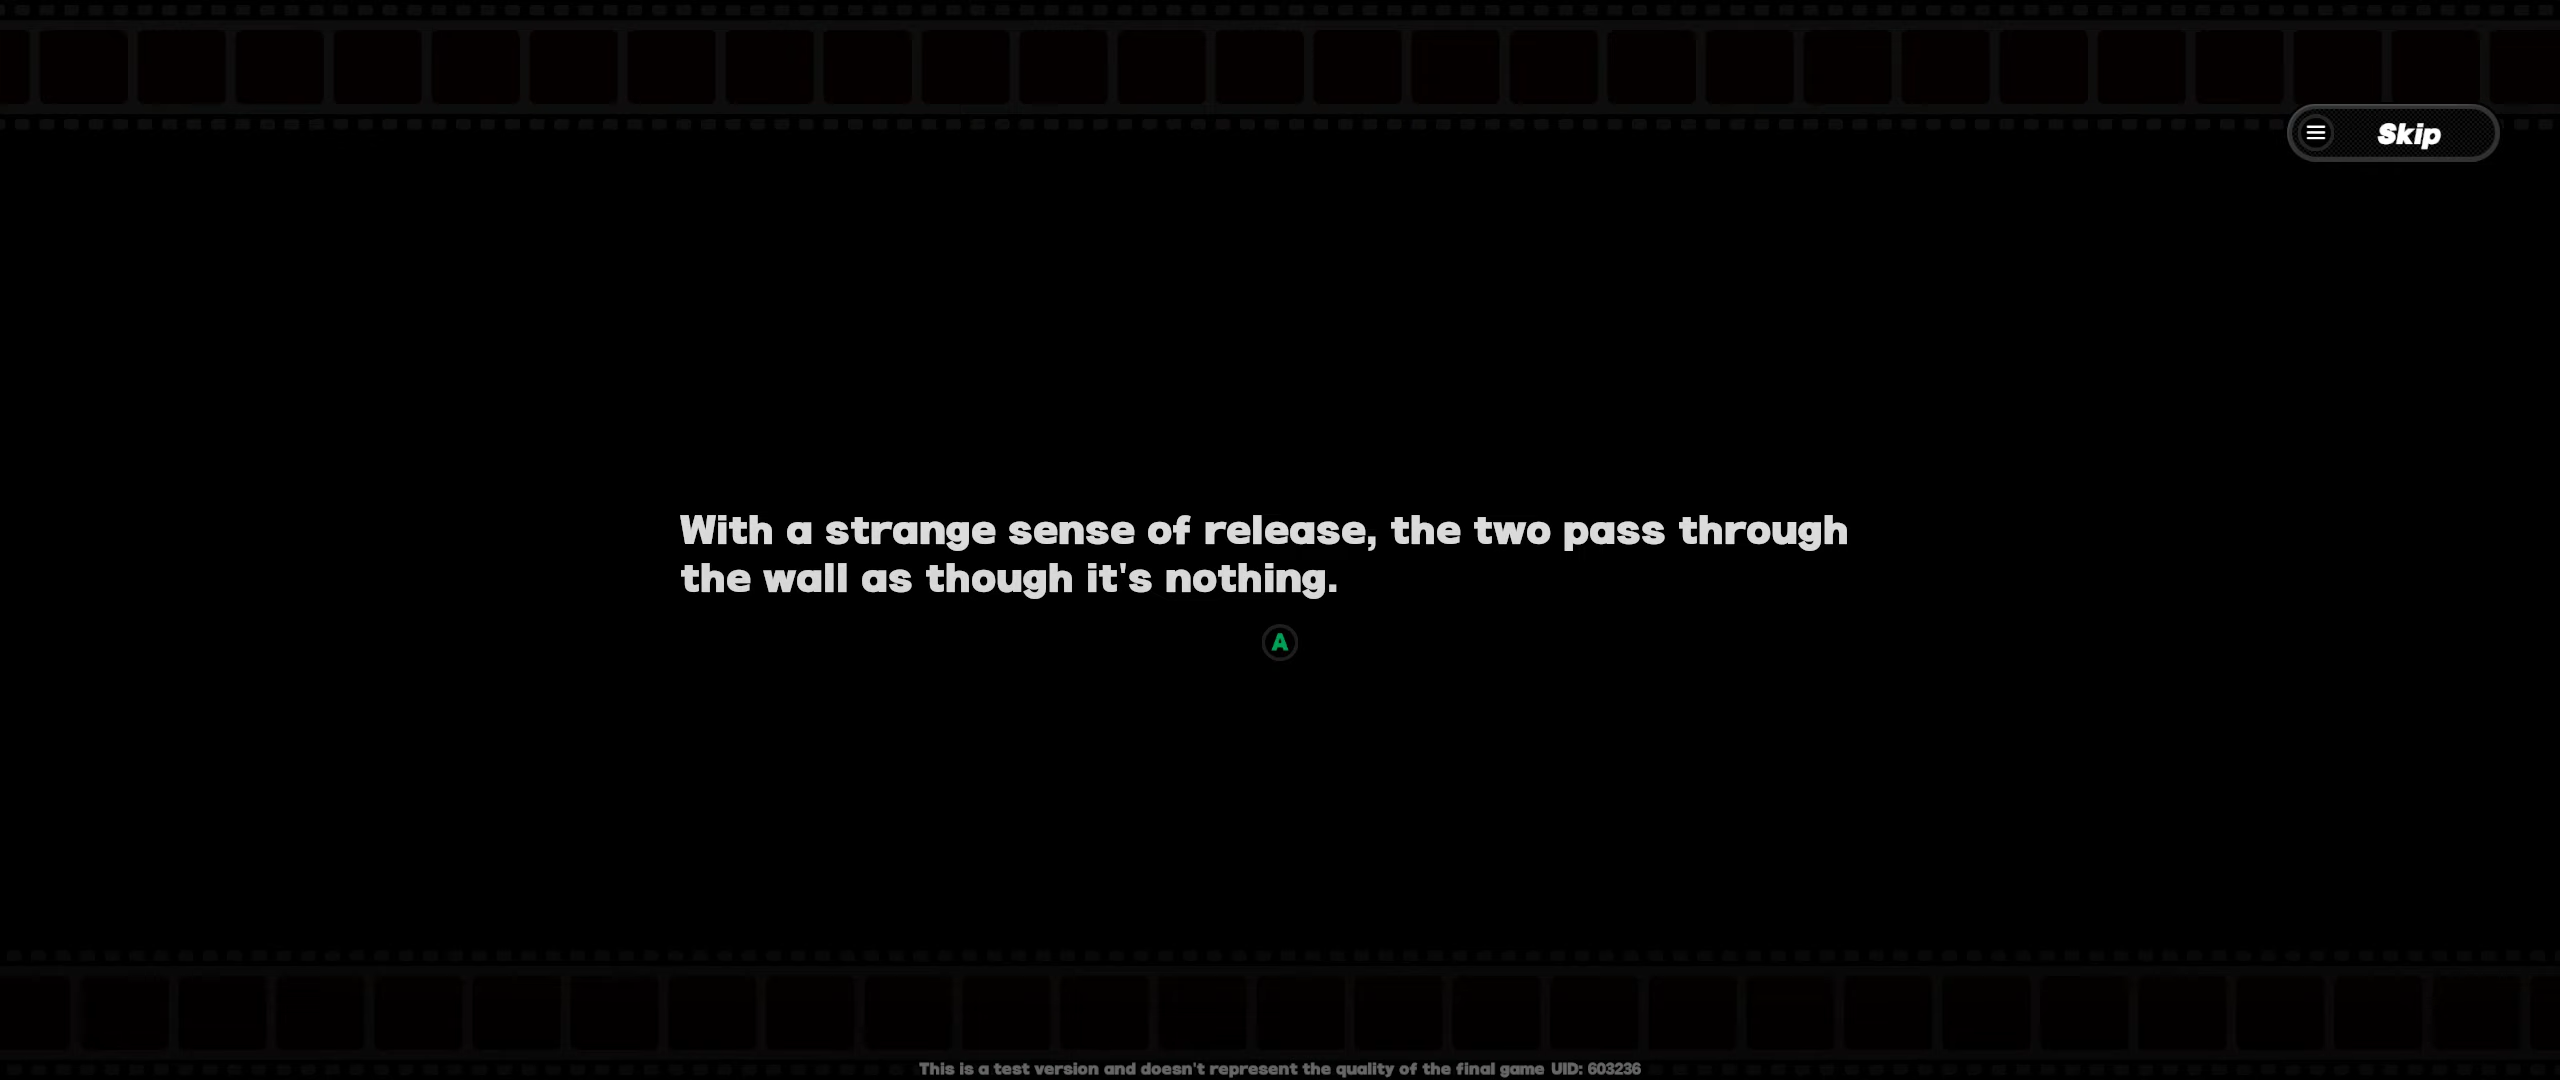 Skip
With a strange sense of release, the two pass through
the wall as though it's nothing.
A
This is a test version and doesn't represent the quality of the final game UID: 603236